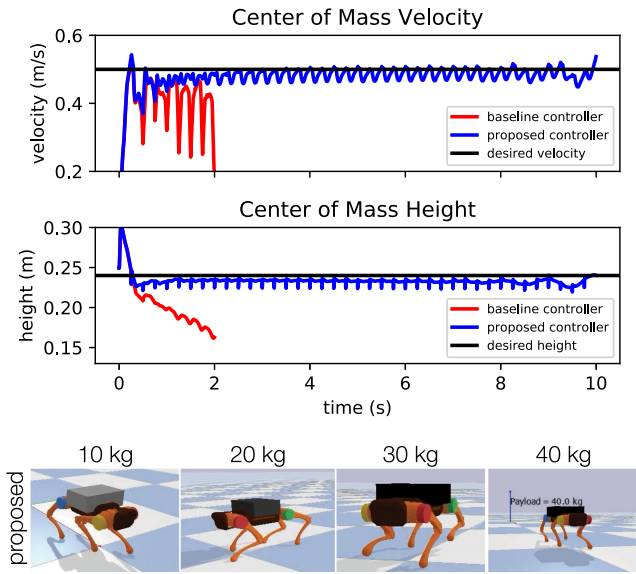 Center of Mass Velocity
velocity (m/s)
0.6
0.4
0.2
baseline controller
proposed controller
desired velocity
Center of Mass Height
height (m)
0.30
0.25
0.20
0.15
baseline controller
proposed controller
desired height
0 2 4 6 8 10
time (s)
10 kg 20 kg 30 kg 40 kg
proposed
Payload = 40.0 kg